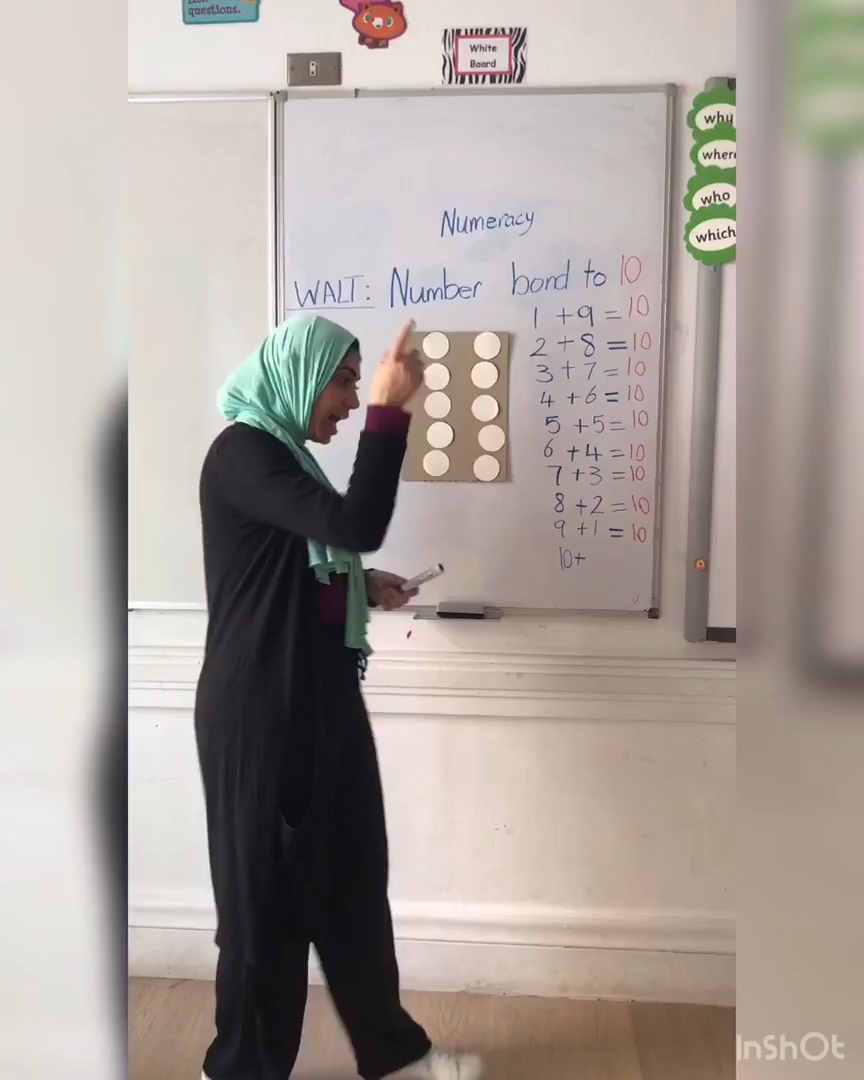 questions.
White
Board
why
where
who
which
Numeracy
WALT: Number bond to 10
1 + 9 = 10
2 + 8 = 10
3 + 7 = 10
4 + 6 = 10
5 + 5 = 10
6 + 4 = 10
7 + 3 = 10
8 + 2 = 10
9 + 1 = 10
10 +
InShOt